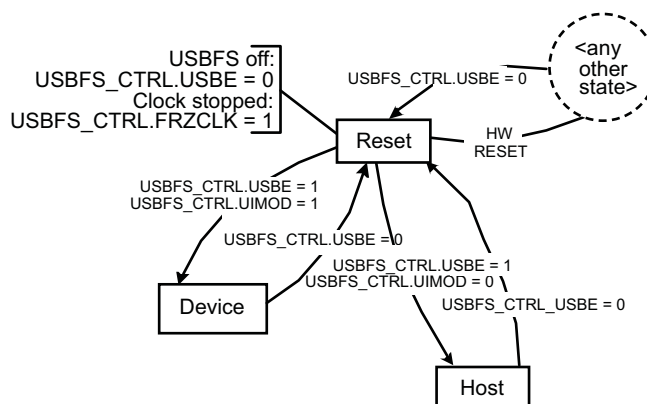 USBFS off:
USBFS_CTRL.USBE = 0
Clock stopped:
USBFS_CTRL.FRZCLK = 1
<any
other
state>
USBFS_CTRL.USBE = 0
Reset
HW
RESET
USBFS_CTRL.USBE = 1
USBFS_CTRL.UIMOD = 1
USBFS_CTRL.USBE = 0
USBFS_CTRL.USBE = 1
USBFS_CTRL.UIMOD = 0
USBFS_CTRL_USBE = 0
Device
Host